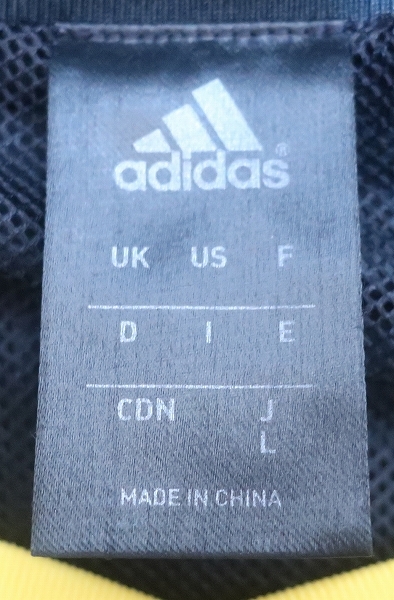 adidas®
UK US F
D I E
CDN J
L
MADE IN CHINA